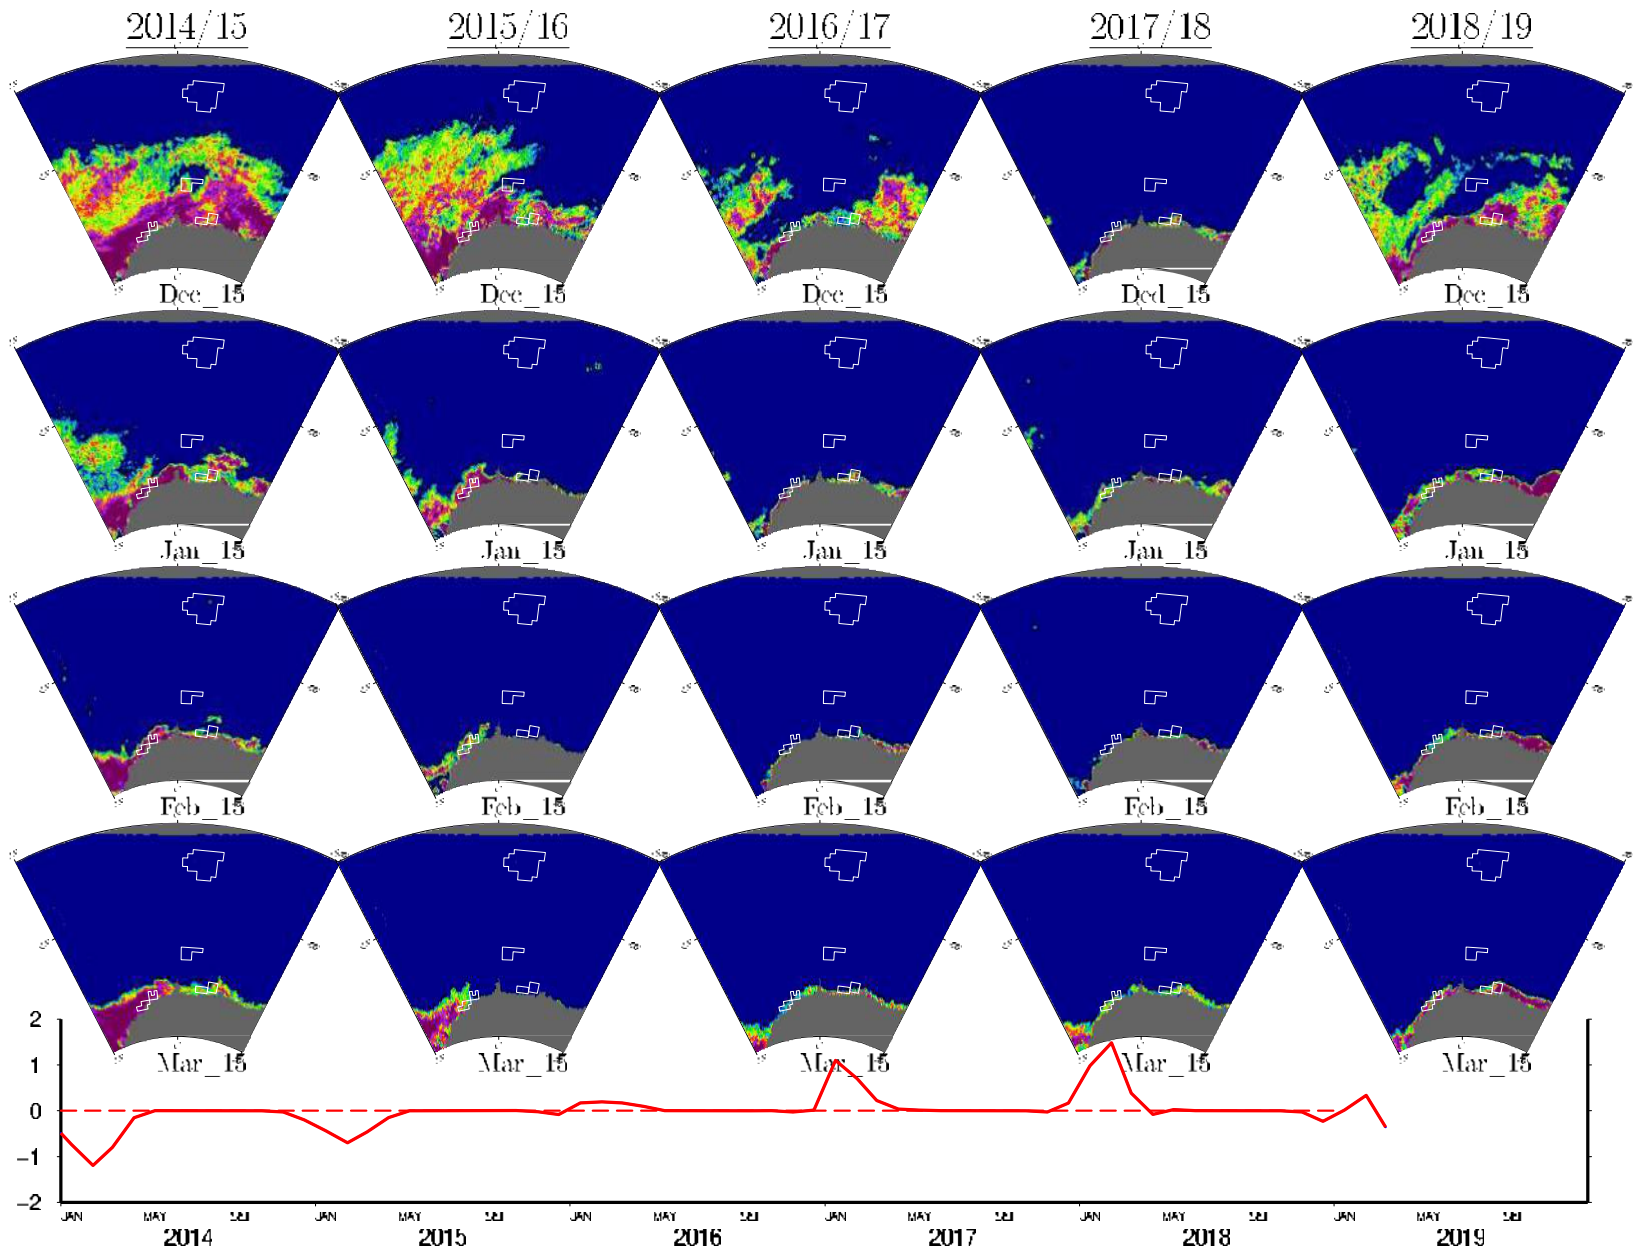 2014/15 2015/16 2016/17 2017/18 2018/19
Dec_15 Dec_15 Dec_15 Ded_15 Dec_15
Jan_15 Jan_15 Jan_15 Jan_15 Jan_15
Feb_15 Feb_15 Feb_15 Feb_15 Feb_15
Mar_15 Mar_15 Mar_15 Mar_15 Mar_15
2
1
0
-1
-2
JAN MAY SEP JAN MAY SEP JAN MAY SEP JAN MAY SEP JAN MAY SEP JAN MAY SEP
2014 2015 2016 2017 2018 2019